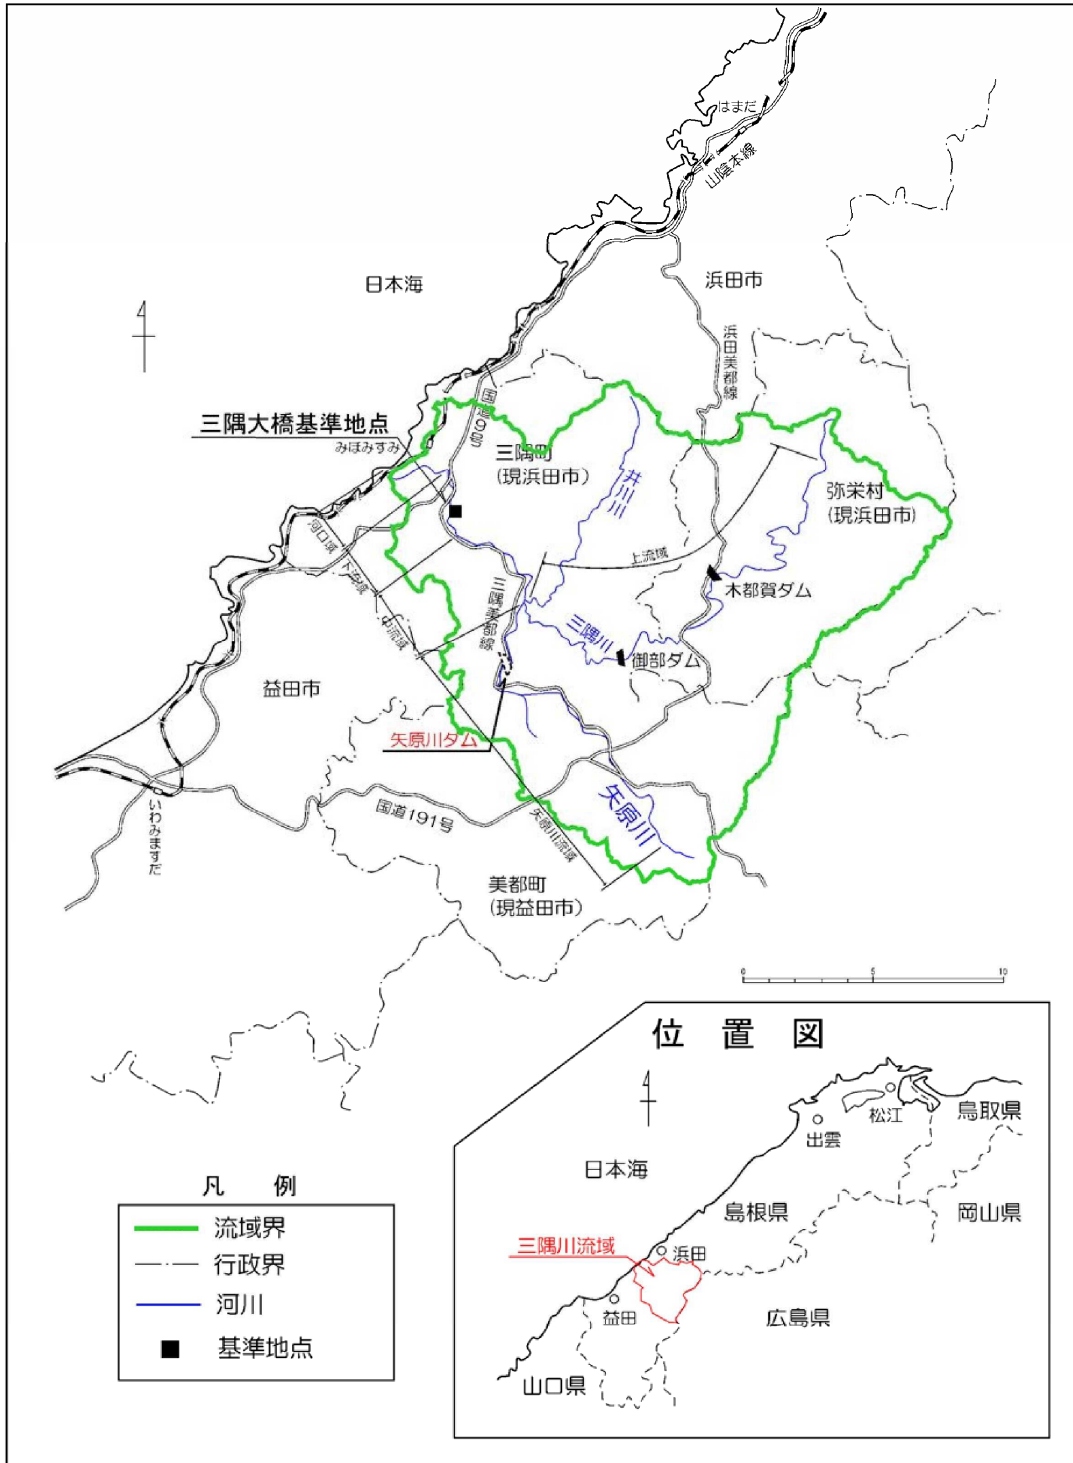 はまだ
山陰本線
日本海
浜田市
浜田美都線
国道9号
三隅大橋基準地点
みほみすみ
三隅町
(現浜田市)
井川川
弥栄村
(現浜田市)
河口域
下流域
中流域
上流域
三隅美都線
三隅川
木都賀ダム
御部ダム
益田市
矢原川ダム
いわみますだ
国道191号
矢原川流域
矢原川
美都町
(現益田市)
0 5 10
位 置 図
日本海
松江
出雲
鳥取県
島根県
岡山県
三隅川流域
浜田
益田
広島県
山口県
凡 例
流域界
行政界
河川
基準地点